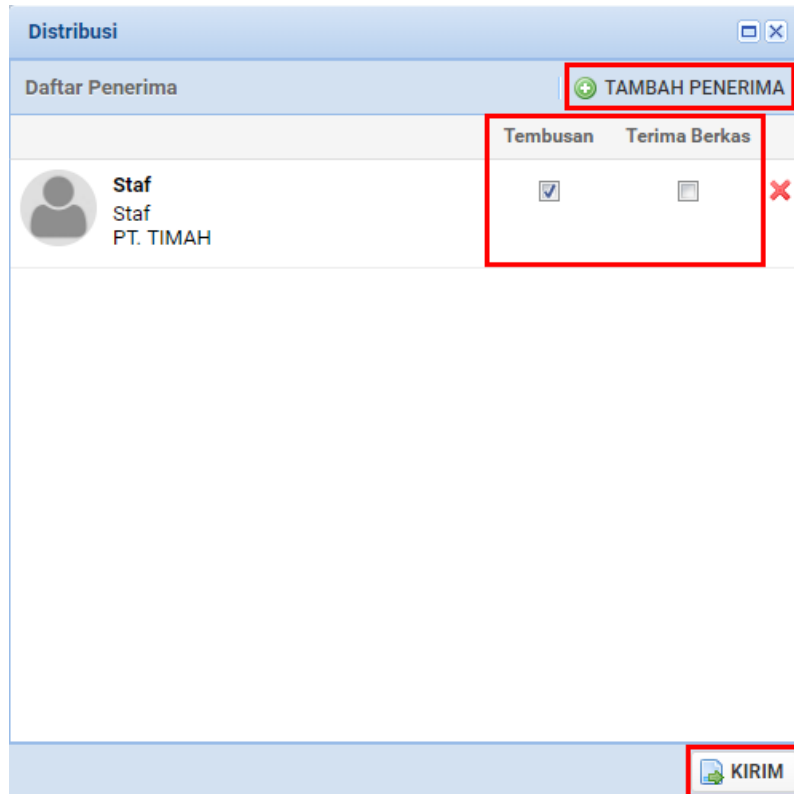 Distribusi
Daftar Penerima
TAMBAH PENERIMA
Tembusan Terima Berkas
Staf
Staf
PT. TIMAH
KIRIM